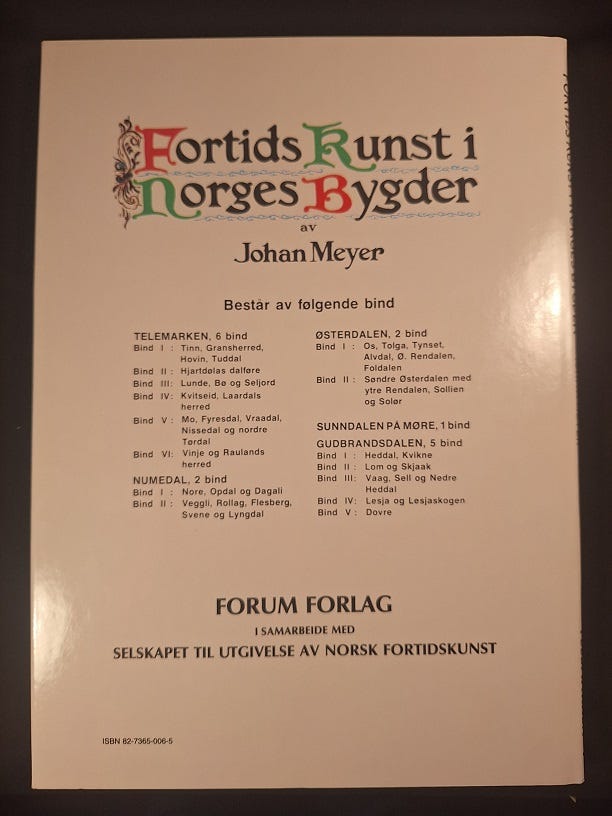 Fortids Kunst i
Norges Bygder
av
Johan Meyer
Består av følgende bind
TELEMARKEN, 6 bind
Bind I : Tinn, Gransherred,
Hovin, Tuddal
Bind II : Hjartdølas dalføre
Bind III: Lunde, Bø og Seljord
Bind IV: Kvitseid, Laardals
herred
Bind V : Mo, Fyresdal, Vraadal,
Nissedal og nordre
Tørdal
Bind VI: Vinje og Raulands
herred
NUMEDAL, 2 bind
Bind I : Nore, Opdal og Dagali
Bind II : Veggli, Rollag, Flesberg,
Svene og Lyngdal
ØSTERDALEN, 2 bind
Bind I : Os, Tolga, Tynset,
Alvdal, Ø. Rendalen,
Foldalen
Bind II : Søndre Østerdalen med
ytre Rendalen, Sollien
og Solør
SUNNDALEN PÅ MØRE, 1 bind
GUDBRANDSDALEN, 5 bind
Bind I : Heddal, Kvikne
Bind II : Lom og Skjaak
Bind III: Vaag, Sell og Nedre
Heddal
Bind IV: Lesja og Lesjaskogen
Bind V : Dovre
FORUM FORLAG
I SAMARBEIDE MED
SELSKAPET TIL UTGIVELSE AV NORSK FORTIDSKUNST
ISBN 82-7365-006-5